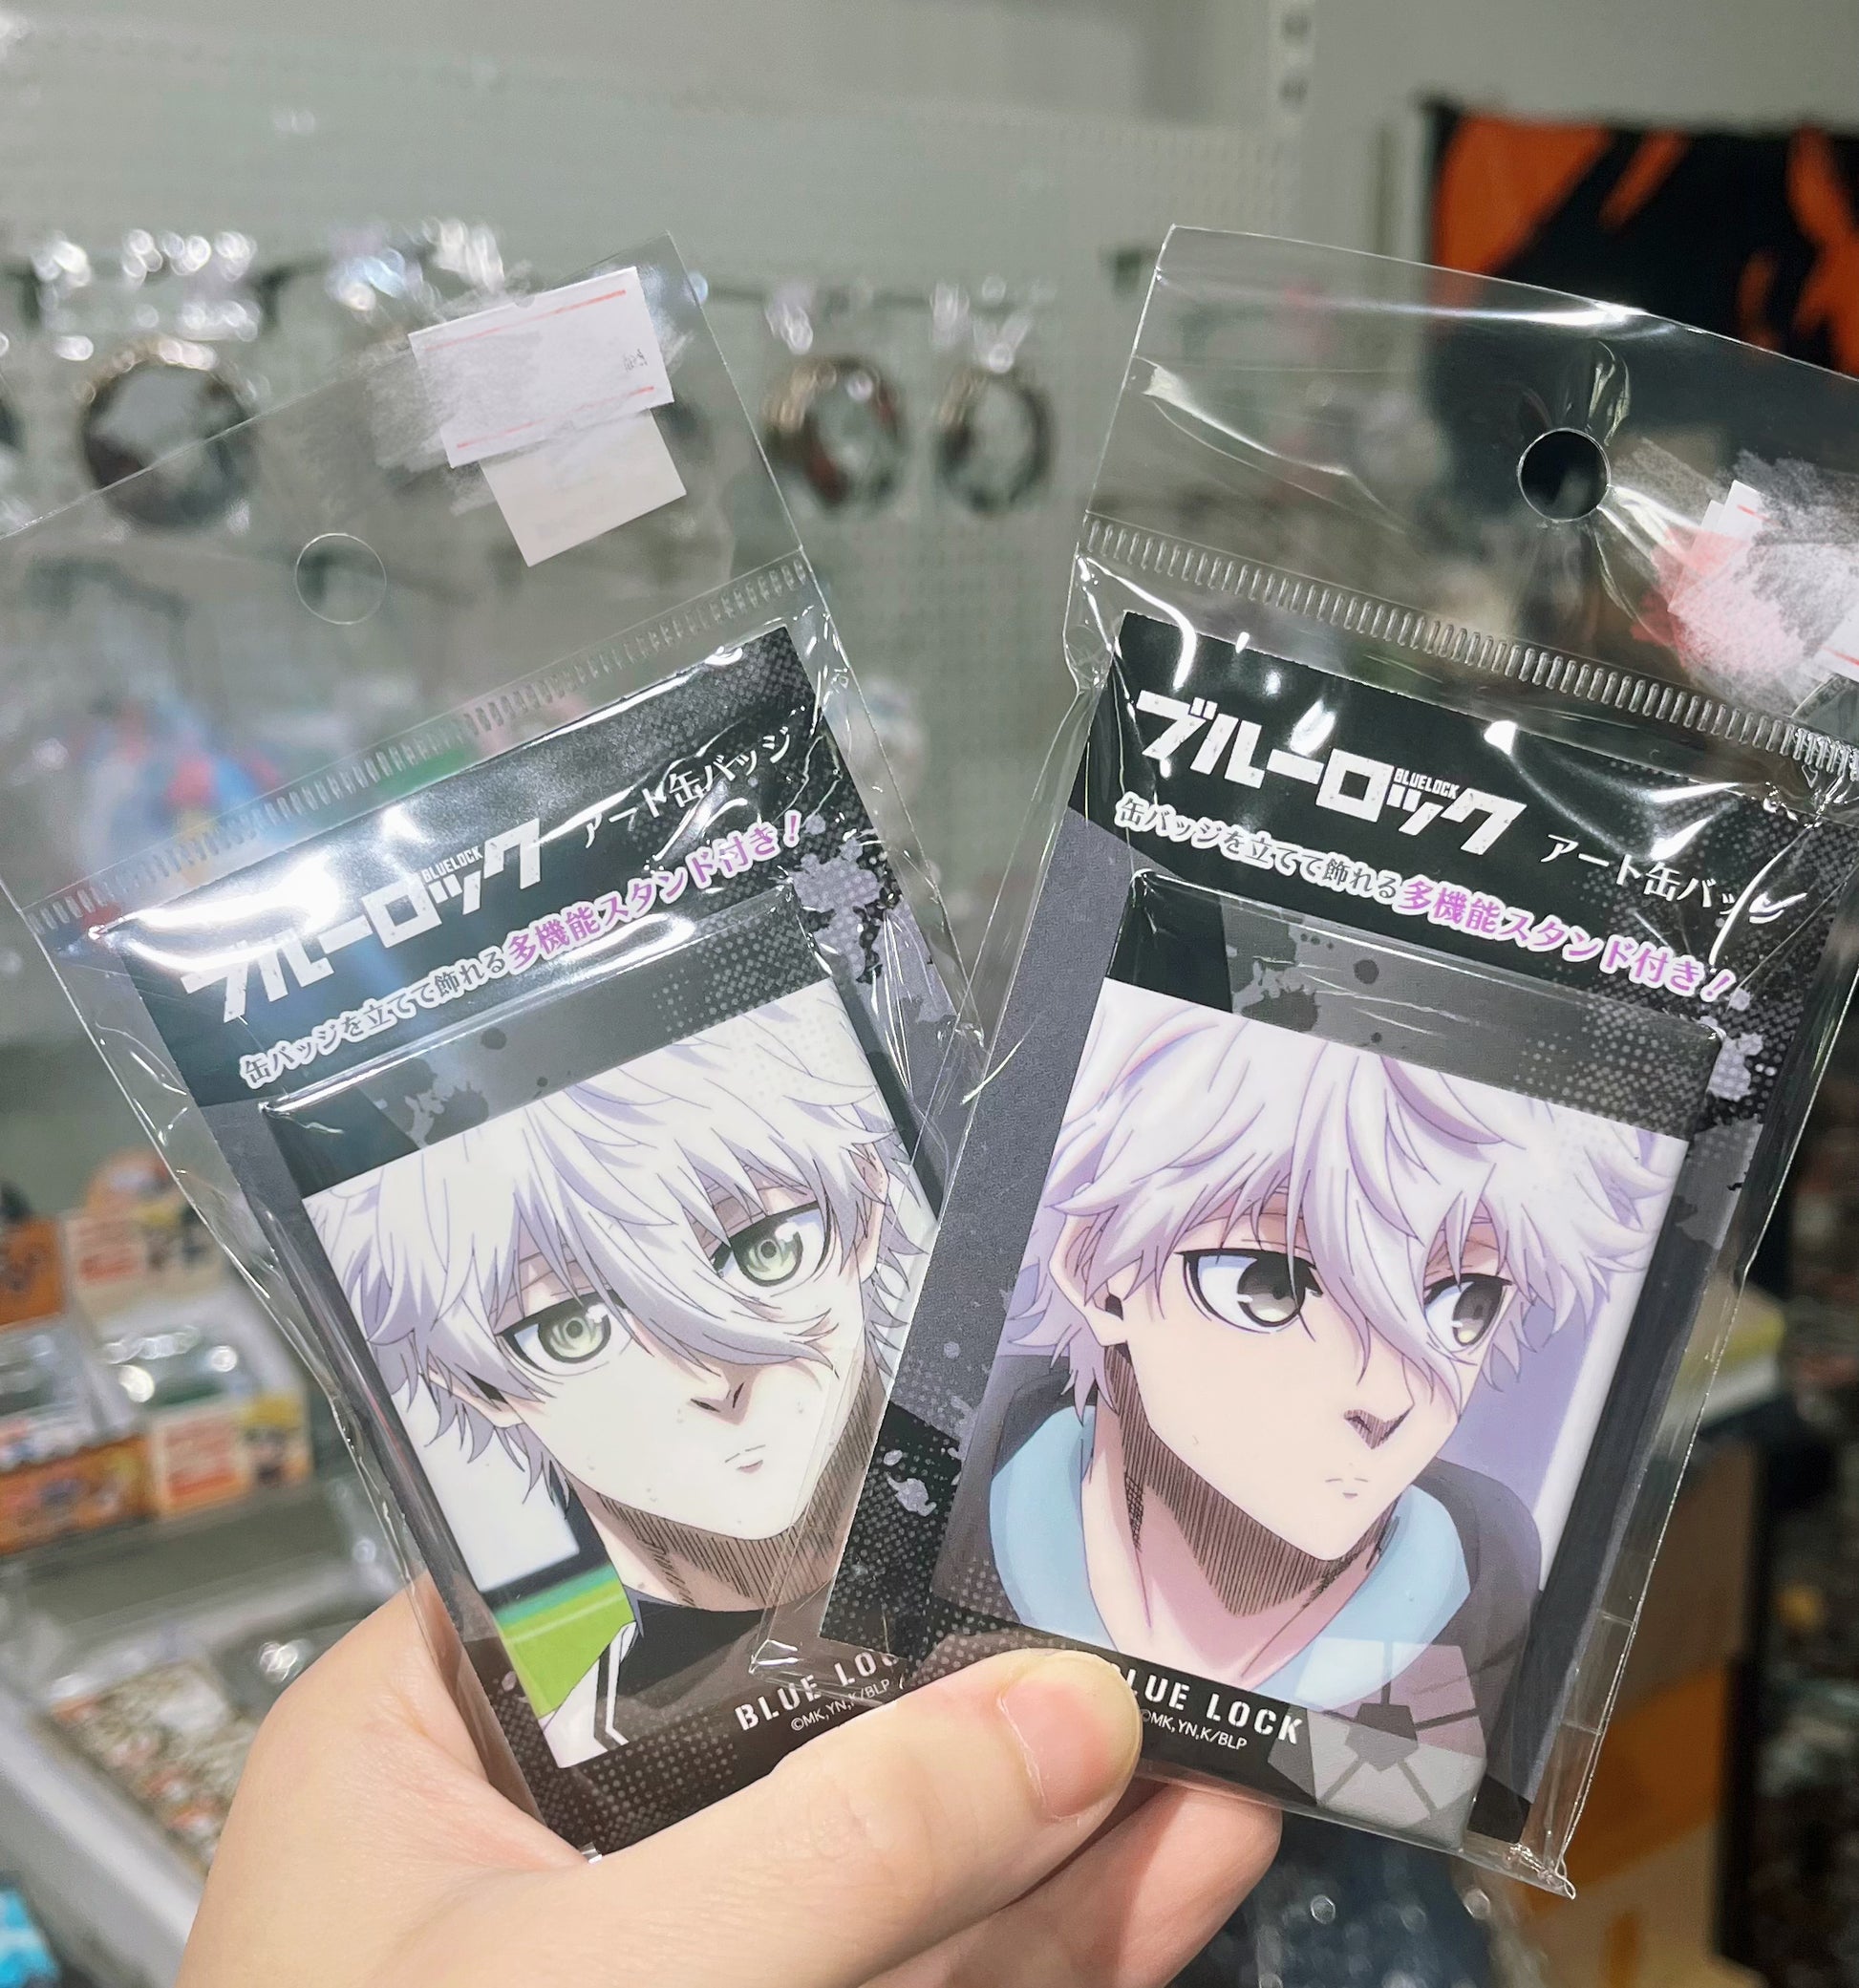 ブルーロック
BLUELOCK
アート缶バッジ
缶バッジを立てて飾れる多機能スタンド付き！
BLUE LOC
©MK,YN,K/BLP
ブルーロック
BLUELOCK
アート缶バッジ
缶バッジを立てて飾れる多機能スタンド付き！
LUE LOCK
©MK,YN,K/BLP